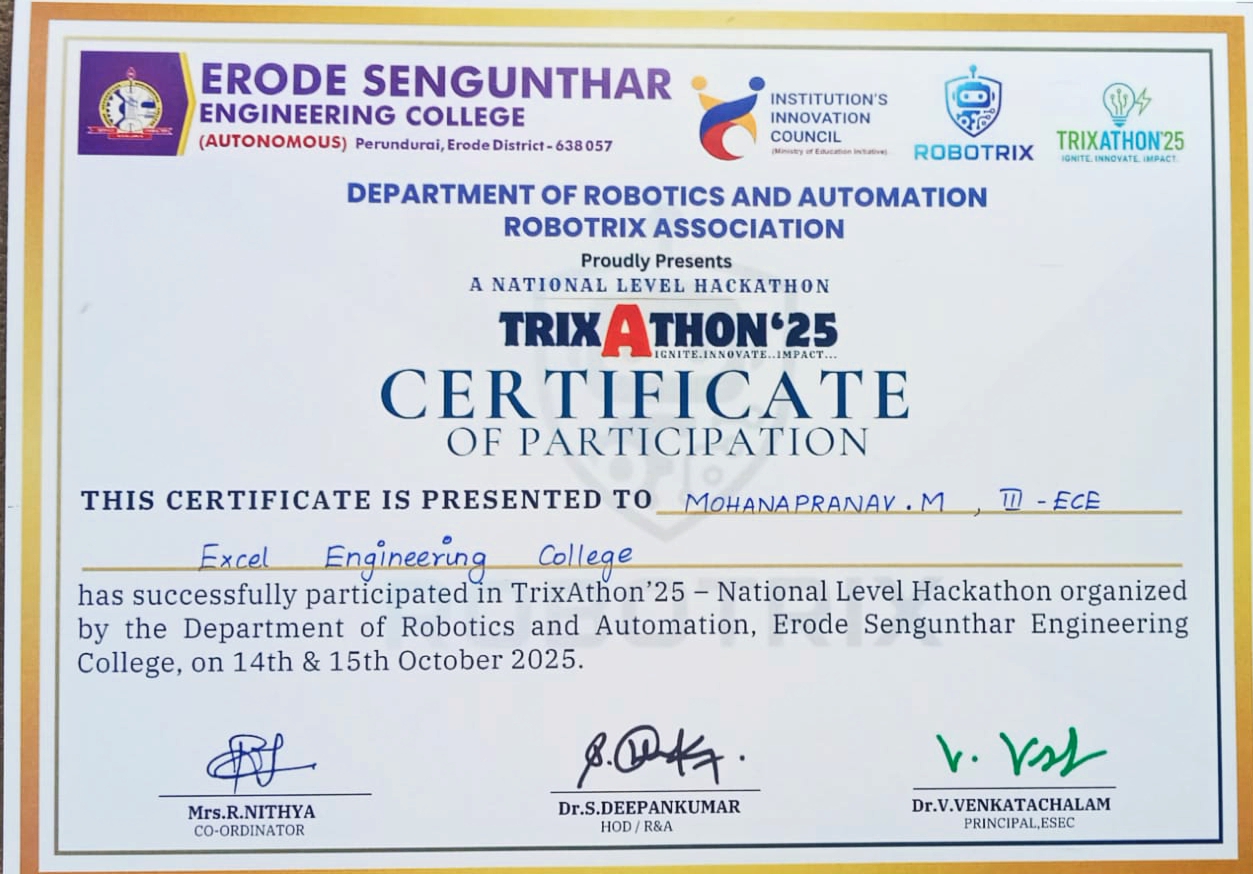 ERODE SENGUNTHAR
ENGINEERING COLLEGE
(AUTONOMOUS) Perundurai, Erode District - 638 057
INSTITUTION'S
INNOVATION
COUNCIL
(Ministry of Education Initiative)
ROBOTRIX
TRIXATHON'25
IGNITE. INNOVATE. IMPACT.
DEPARTMENT OF ROBOTICS AND AUTOMATION
ROBOTRIX ASSOCIATION
Proudly Presents
A NATIONAL LEVEL HACKATHON
TRIXATHON‘25
IGNITE.INNOVATE..IMPACT...
CERTIFICATE
OF PARTICIPATION
THIS CERTIFICATE IS PRESENTED TO MOHANAPRANAV . M , III - ECE
Excel Engineering College
has successfully participated in TrixAthon’25 – National Level Hackathon organized
by the Department of Robotics and Automation, Erode Sengunthar Engineering
College, on 14th & 15th October 2025.
ROBOTRIX
Mrs.R.NITHYA
CO-ORDINATOR
Dr.S.DEEPANKUMAR
HOD / R&A
Dr.V.VENKATACHALAM
PRINCIPAL,ESEC